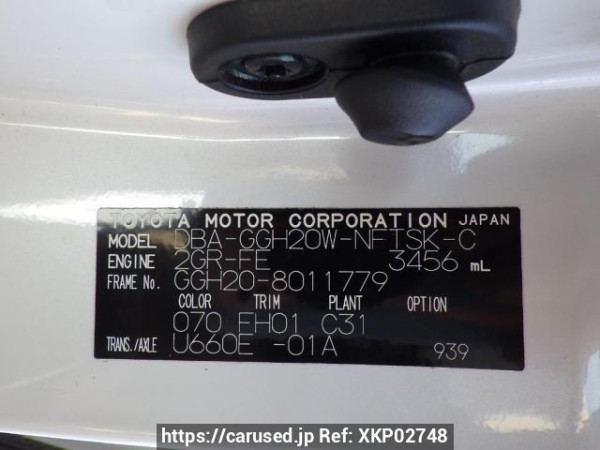 TOYOTA MOTOR CORPORATION JAPAN
MODEL DBA-GGH20W-NFTSK-C
ENGINE 2GR-FE 3456 mL
FRAME No. GGH20-8011779
COLOR TRIM PLANT OPTION
070 EH01 C31
TRANS./AXLE U660E -01A 939
https://carused.jp Ref: XKP02748